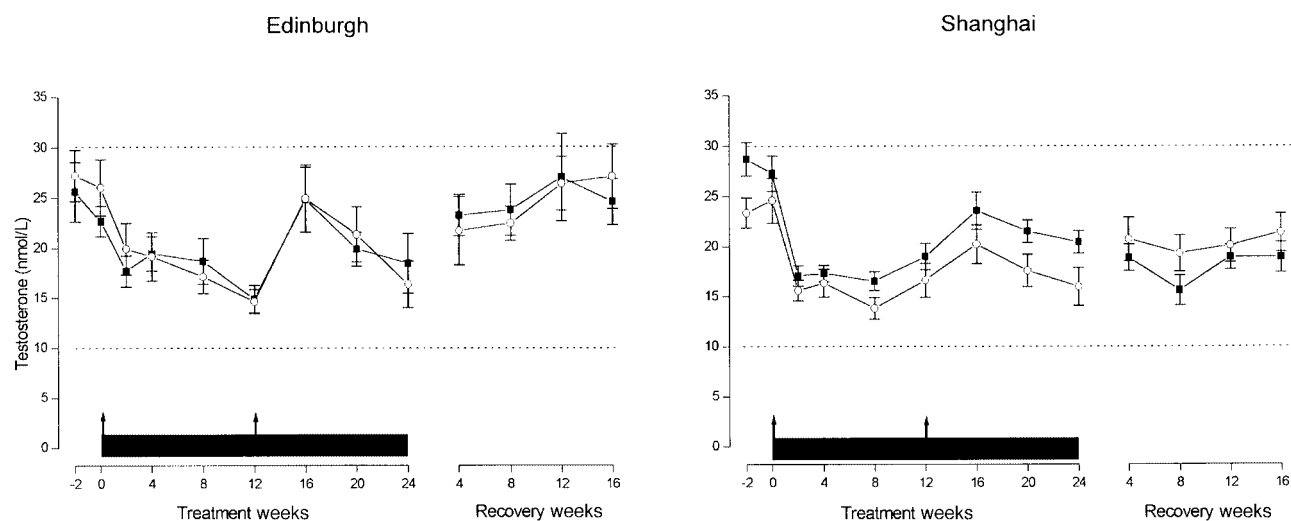 Edinburgh
Shanghai
35
30
25
20
15
10
5
0
Testosterone (nmol/L)
-2 0 4 8 12 16 20 24
4 8 12 16
Treatment weeks
Recovery weeks
35
30
25
20
15
10
5
0
-2 0 4 8 12 16 20 24
4 8 12 16
Treatment weeks
Recovery weeks